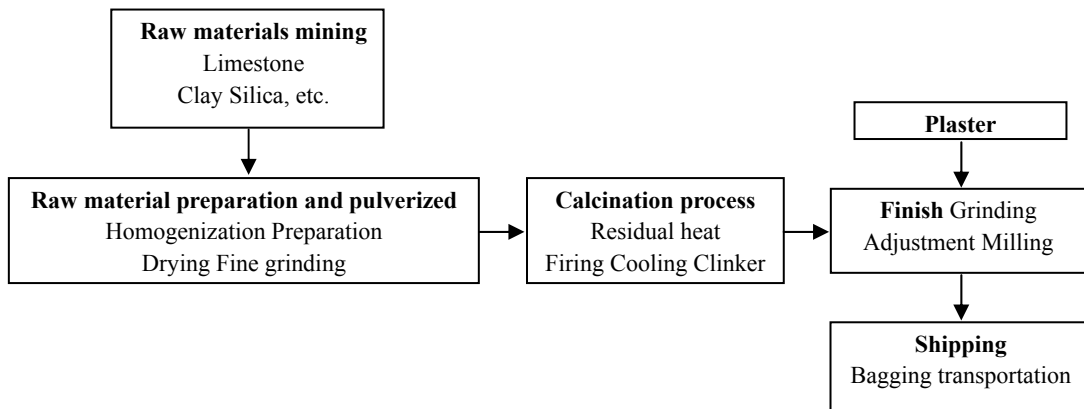 Raw materials mining
Limestone
Clay Silica, etc.
Plaster
Raw material preparation and pulverized
Homogenization Preparation
Drying Fine grinding
Calcination process
Residual heat
Firing Cooling Clinker
Finish Grinding
Adjustment Milling
Shipping
Bagging transportation